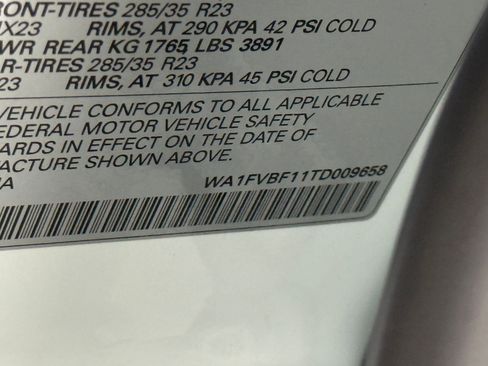 RONT-TIRES 285/35 R23
X23 RIMS, AT 290 KPA 42 PSI COLD
WR REAR KG 1765 LBS 3891
R-TIRES 285/35 R23
23 RIMS, AT 310 KPA 45 PSI COLD
VEHICLE CONFORMS TO ALL APPLICABLE
EDERAL MOTOR VEHICLE SAFETY
ARDS IN EFFECT ON THE DATE OF
FACTURE SHOWN ABOVE.
WA1FVBF11TD009658